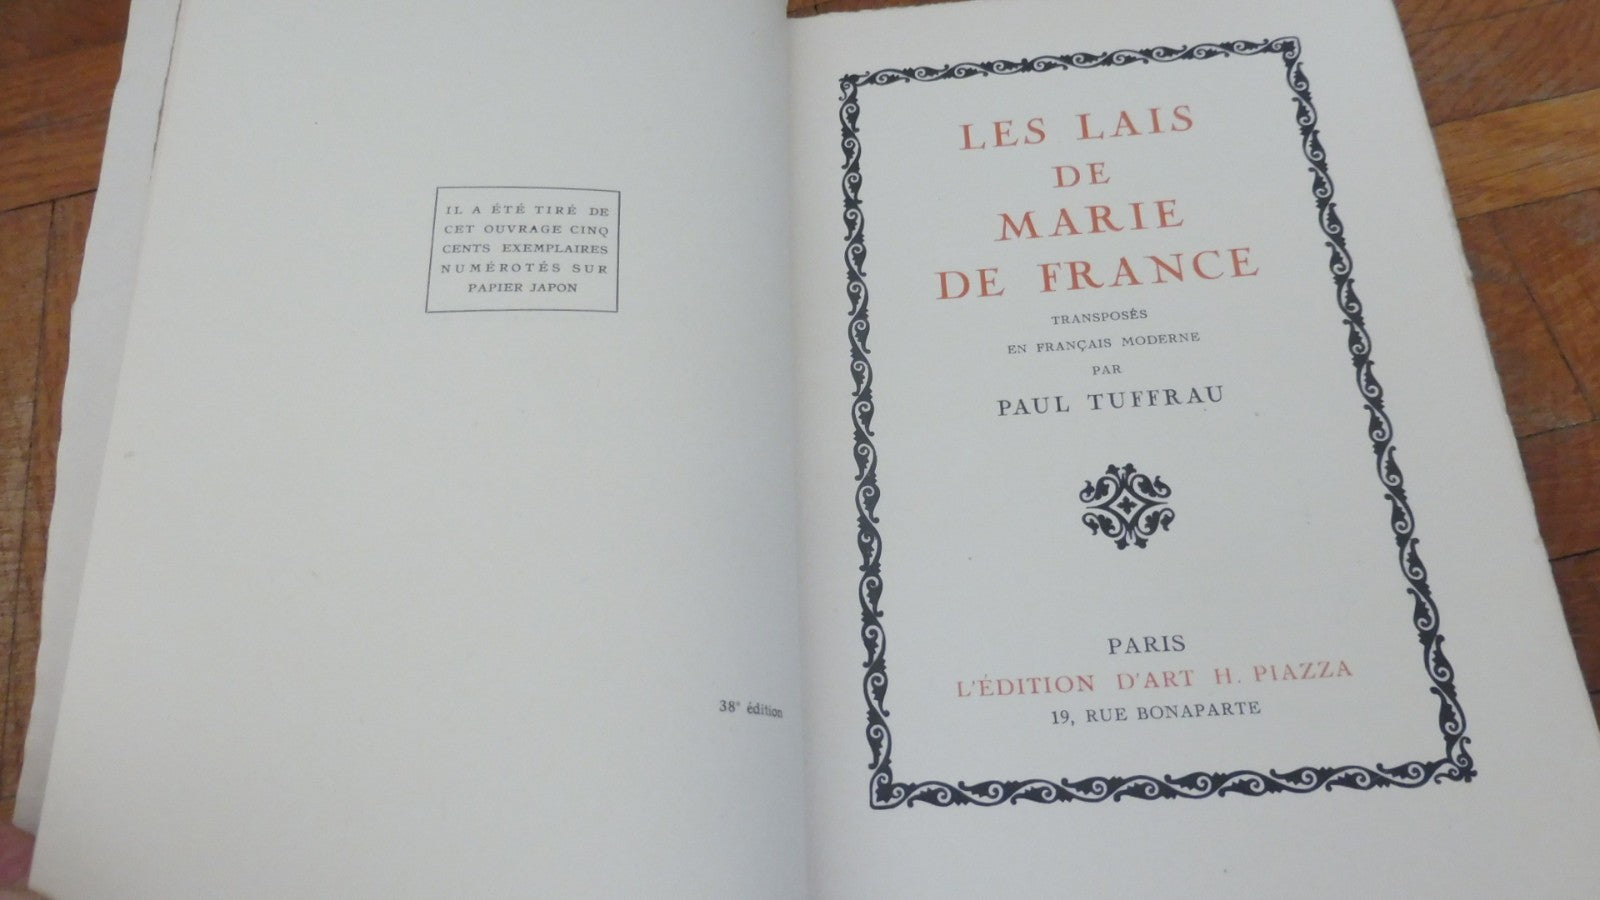 IL A ÉTÉ TIRÉ DE
CET OUVRAGE CINQ
CENTS EXEMPLAIRES
NUMÉROTÉS SUR
PAPIER JAPON
38e édition
LES LAIS
DE
MARIE
DE FRANCE
TRANSPOSÉS
EN FRANÇAIS MODERNE
PAR
PAUL TUFFRAU
PARIS
L'ÉDITION D'ART H. PIAZZA
19, RUE BONAPARTE